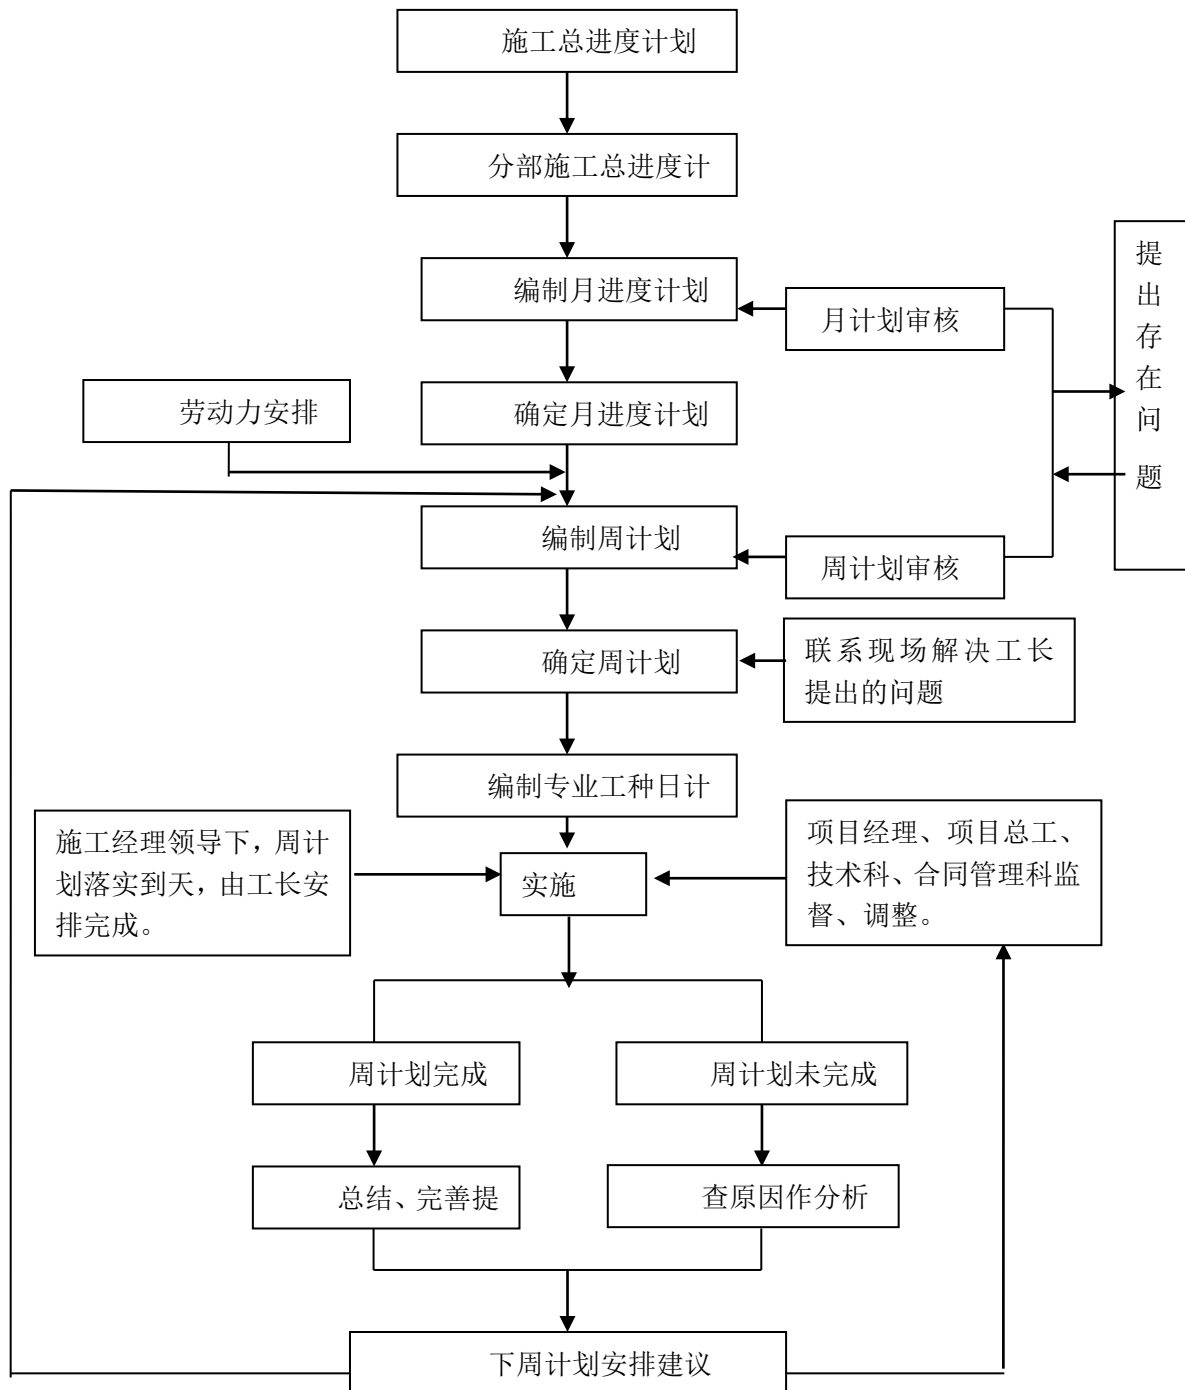 施工总进度计划
分部施工总进度计
编制月进度计划
月计划审核
提
出
存
在
问
题
劳动力安排
确定月进度计划
编制周计划
周计划审核
确定周计划
联系现场解决工长
提出的问题
编制专业工种日计
施工经理领导下，周计
划落实到天，由工长安
排完成。
实施
项目经理、项目总工、
技术科、合同管理科监
督、调整。
周计划完成
周计划未完成
总结、完善提
查原因作分析
下周计划安排建议